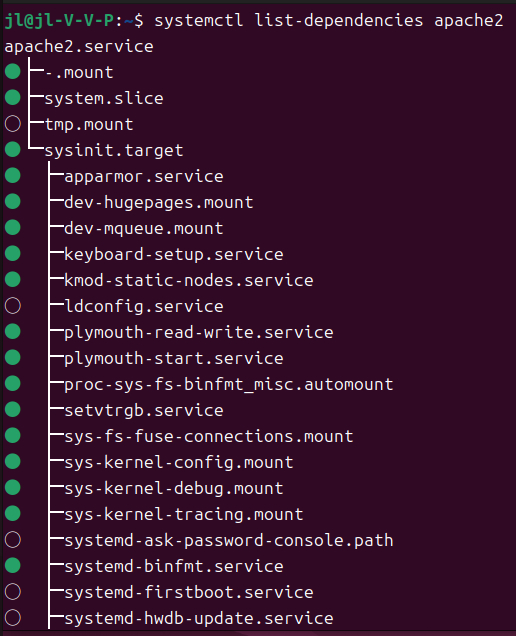 jl@jl-V-V-P:~$ systemctl list-dependencies apache2
apache2.service
● ├─-.mount
● ├─system.slice
○ ├─tmp.mount
● └─sysinit.target
● ├─apparmor.service
● ├─dev-hugepages.mount
● ├─dev-mqueue.mount
● ├─keyboard-setup.service
● ├─kmod-static-nodes.service
○ ├─ldconfig.service
● ├─plymouth-read-write.service
● ├─plymouth-start.service
● ├─proc-sys-fs-binfmt_misc.automount
● ├─setvtrgb.service
● ├─sys-fs-fuse-connections.mount
● ├─sys-kernel-config.mount
● ├─sys-kernel-debug.mount
● ├─sys-kernel-tracing.mount
○ ├─systemd-ask-password-console.path
● ├─systemd-binfmt.service
○ ├─systemd-firstboot.service
○ ├─systemd-hwdb-update.service